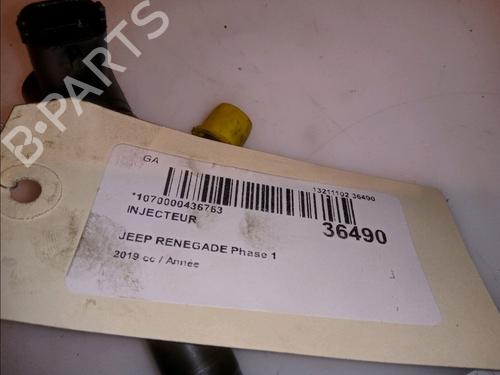 B-PARTS
GA
13211102 36490
*1070000436763
INJECTEUR
36490
JEEP RENEGADE Phase 1
2019 cc / Année